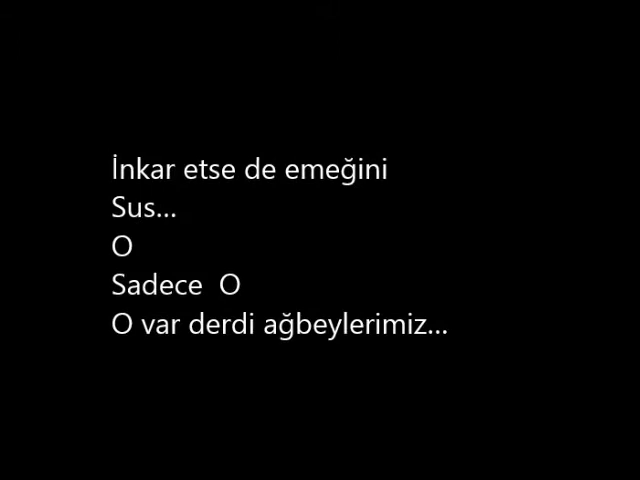 İnkar etse de emeğini
Sus...
O
Sadece  O
O var derdi ağbeylerimiz...